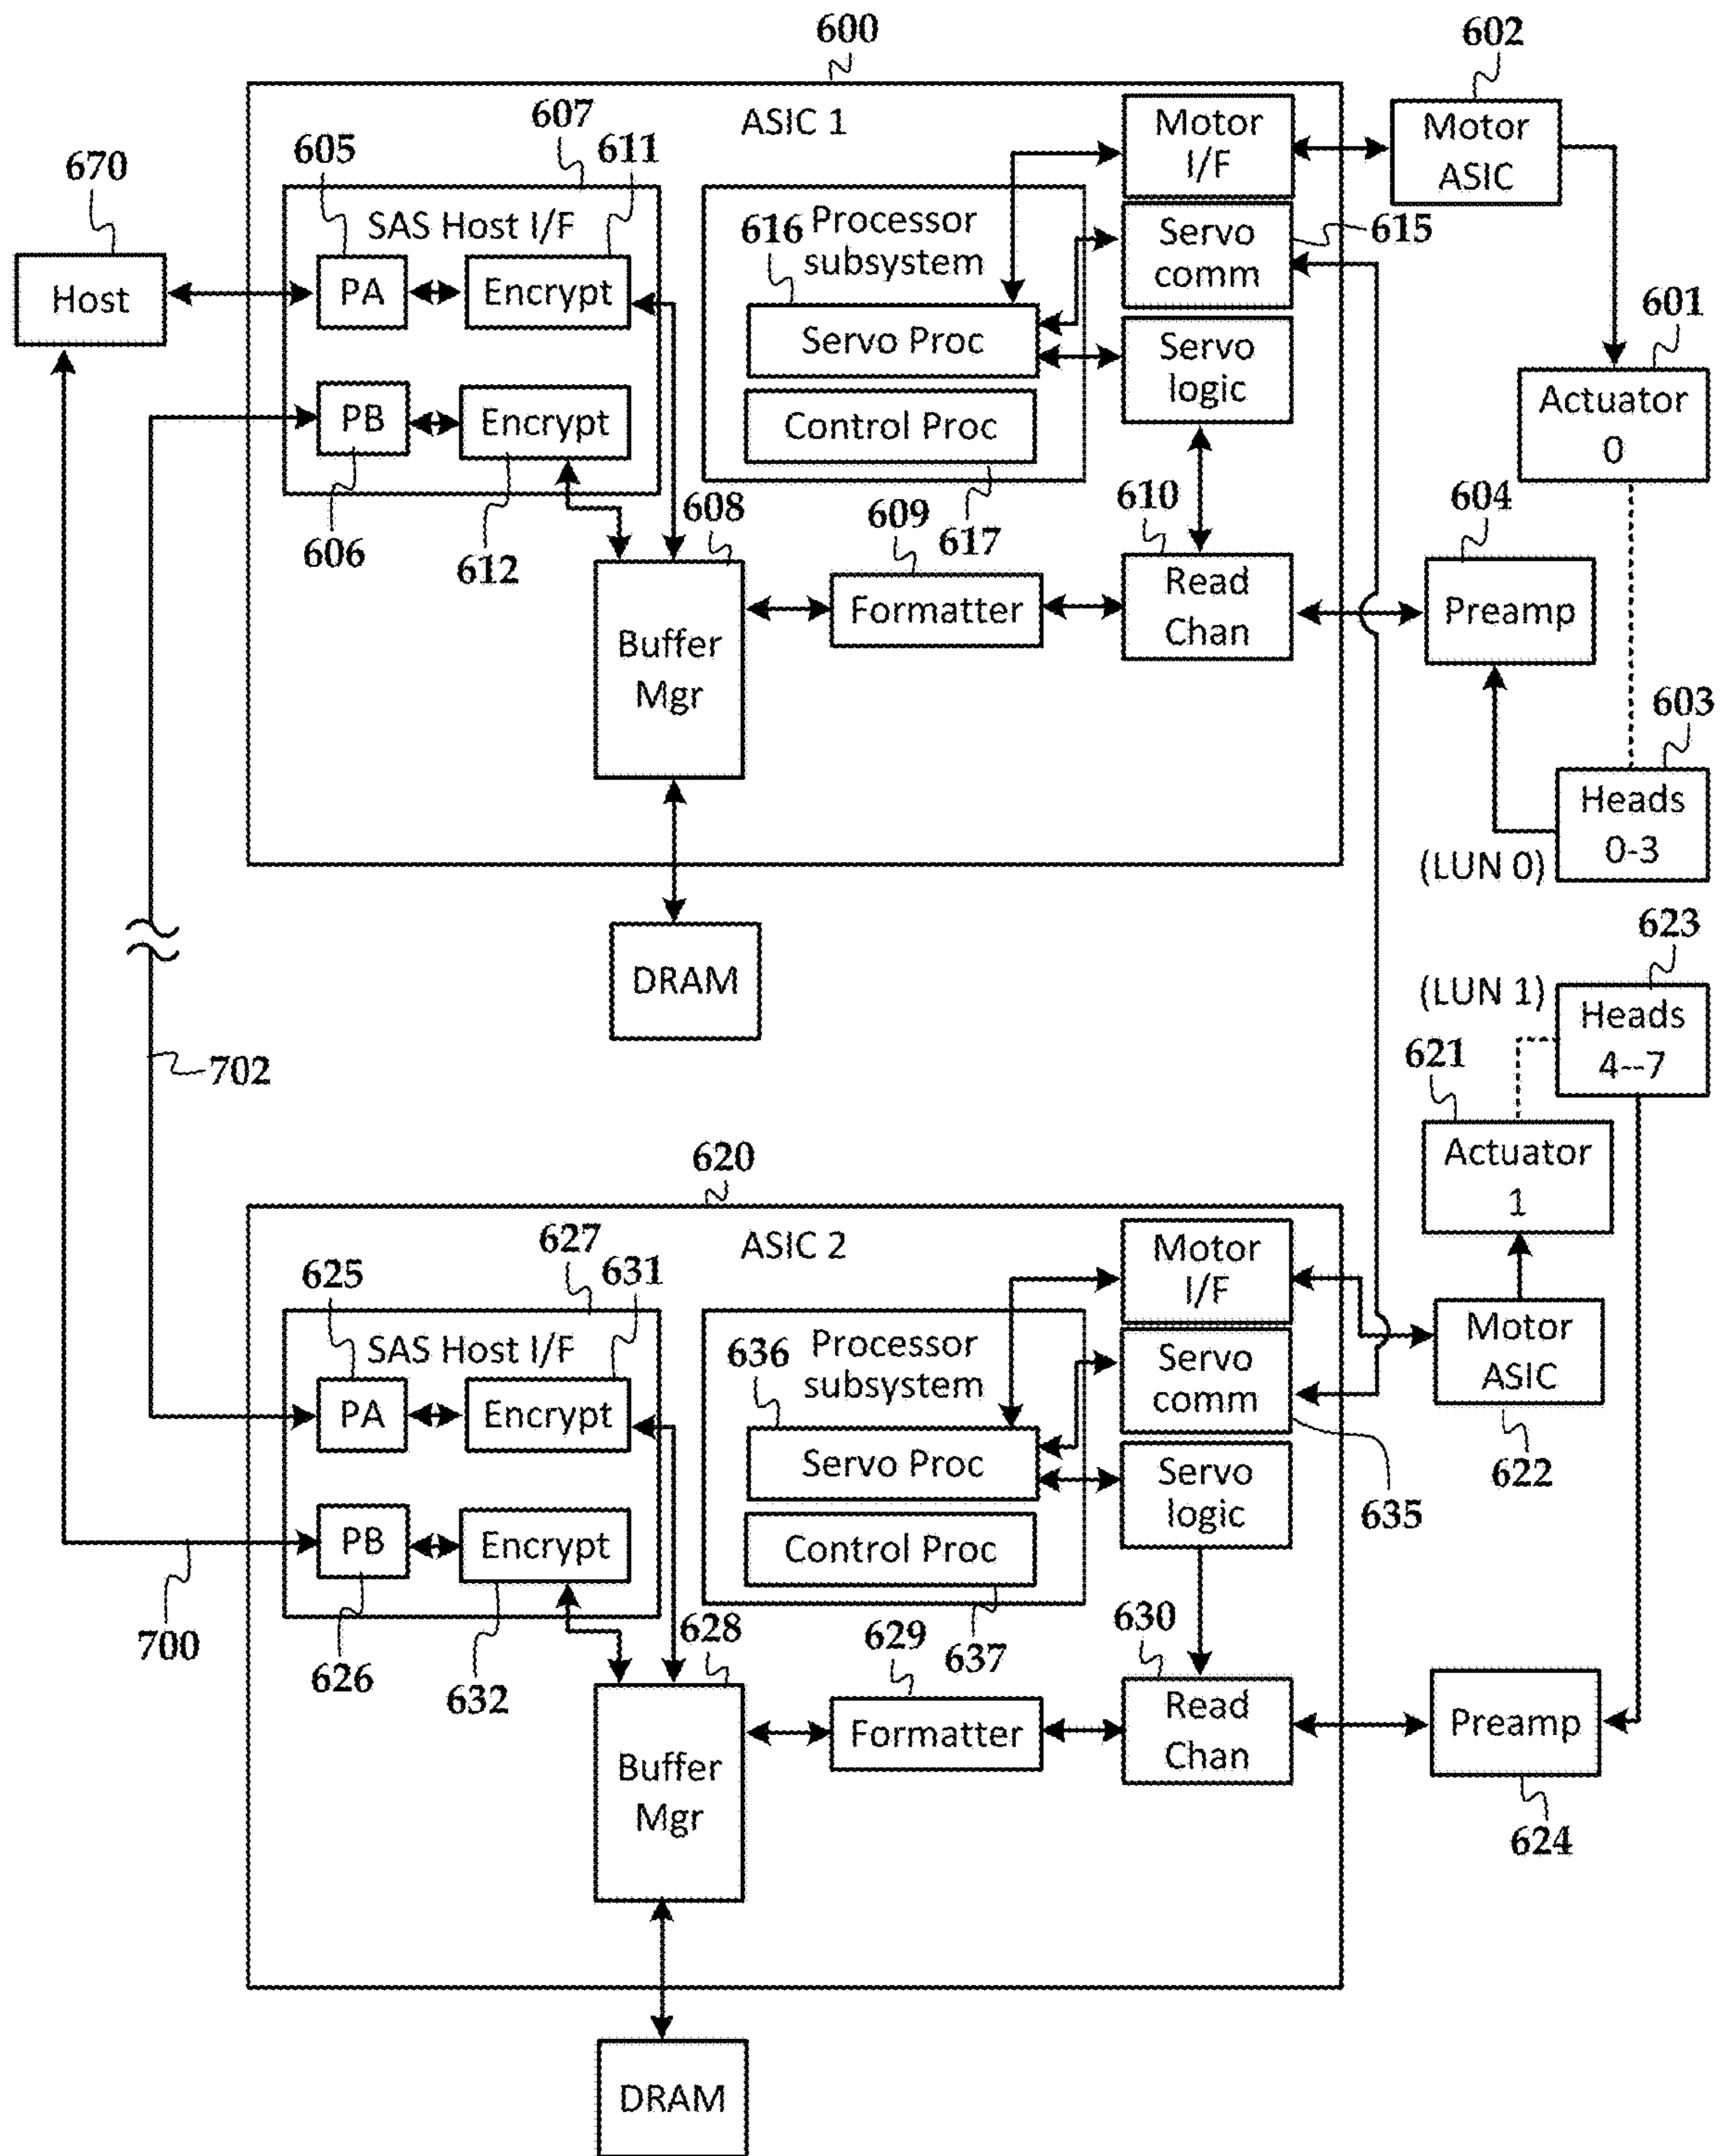 600
602
ASIC 1
Motor
I/F
Motor
ASIC
607
605
611
670
SAS Host I/F
616
Processor
subsystem
Servo
comm
615
Host
PA
Encrypt
601
Servo Proc
Servo
logic
Actuator
0
PB
Encrypt
Control Proc
606
612
608
609
617
610
604
Buffer
Mgr
Formatter
Read
Chan
Preamp
603
Heads
0-3
(LUN 0)
DRAM
623
(LUN 1)
Heads
4--7
702
621
Actuator
1
620
ASIC 2
Motor
I/F
627
625
631
SAS Host I/F
636
Processor
subsystem
Servo
comm
Motor
ASIC
PA
Encrypt
Servo Proc
Servo
logic
622
635
PB
Encrypt
Control Proc
700
626
632
628
629
637
630
Buffer
Mgr
Formatter
Read
Chan
Preamp
624
DRAM